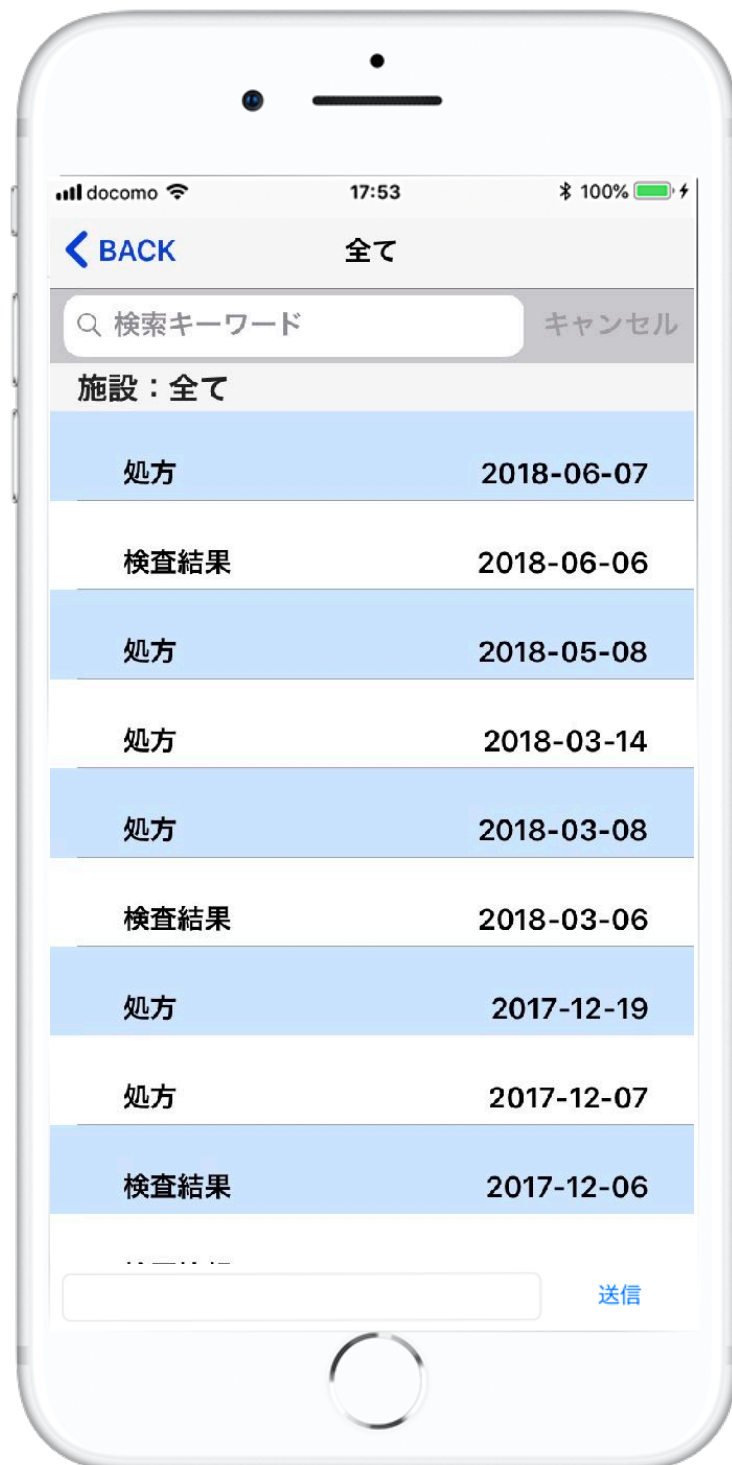 docomo 17:53 100%
BACK 全て
検索キーワード キャンセル
施設：全て
処方 2018-06-07
検査結果 2018-06-06
処方 2018-05-08
処方 2018-03-14
処方 2018-03-08
検査結果 2018-03-06
処方 2017-12-19
処方 2017-12-07
検査結果 2017-12-06
送信